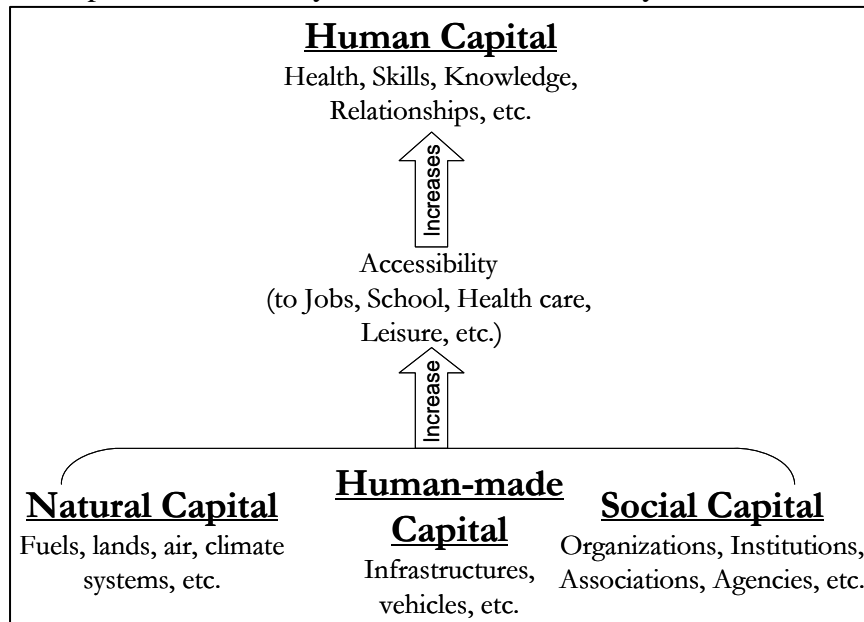 Human Capital
Health, Skills, Knowledge,
Relationships, etc.
Increases
Accessibility
(to Jobs, School, Health care,
Leisure, etc.)
Increase
Natural Capital
Fuels, lands, air, climate
systems, etc.
Human-made
Capital
Infrastructures,
vehicles, etc.
Social Capital
Organizations, Institutions,
Associations, Agencies, etc.